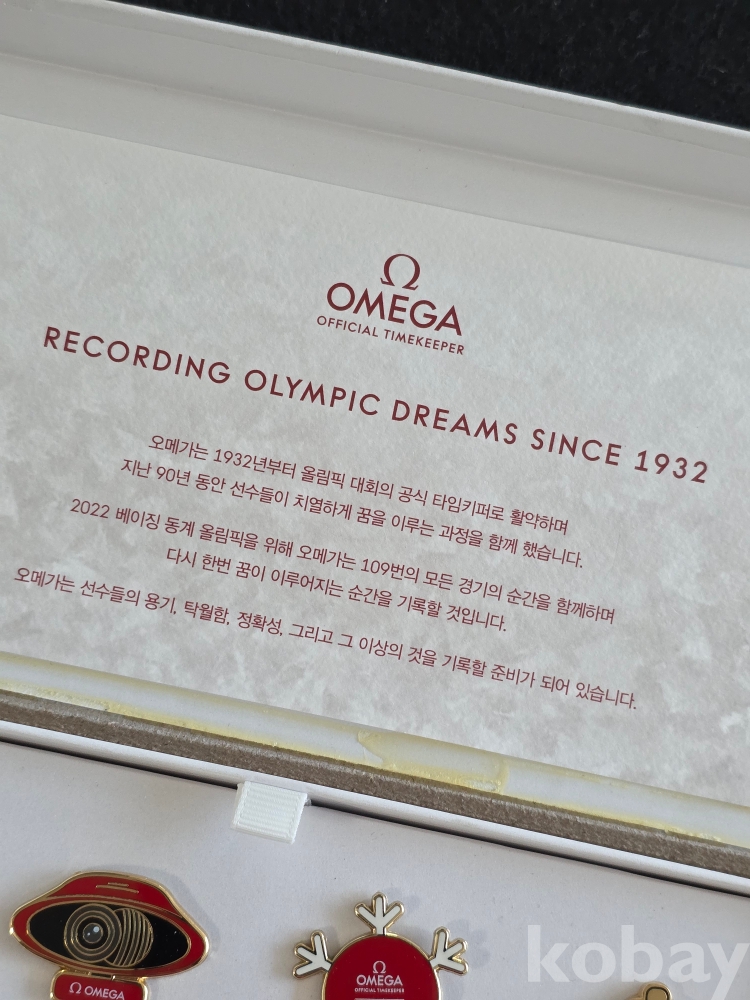 Ω
OMEGA
OFFICIAL TIMEKEEPER
RECORDING OLYMPIC DREAMS SINCE 1932
오메가는 1932년부터 올림픽 대회의 공식 타임키퍼로 활약하며
지난 90년 동안 선수들이 치열하게 꿈을 이루는 과정을 함께 했습니다.
2022 베이징 동계 올림픽을 위해 오메가는 109번의 모든 경기의 순간을 함께하며
다시 한번 꿈이 이루어지는 순간을 기록할 것입니다.
오메가는 선수들의 용기, 탁월함, 정확성, 그리고 그 이상의 것을 기록할 준비가 되어 있습니다.
Ω OMEGA
Ω
OMEGA
OFFICIAL TIMEKEEPER
kobay